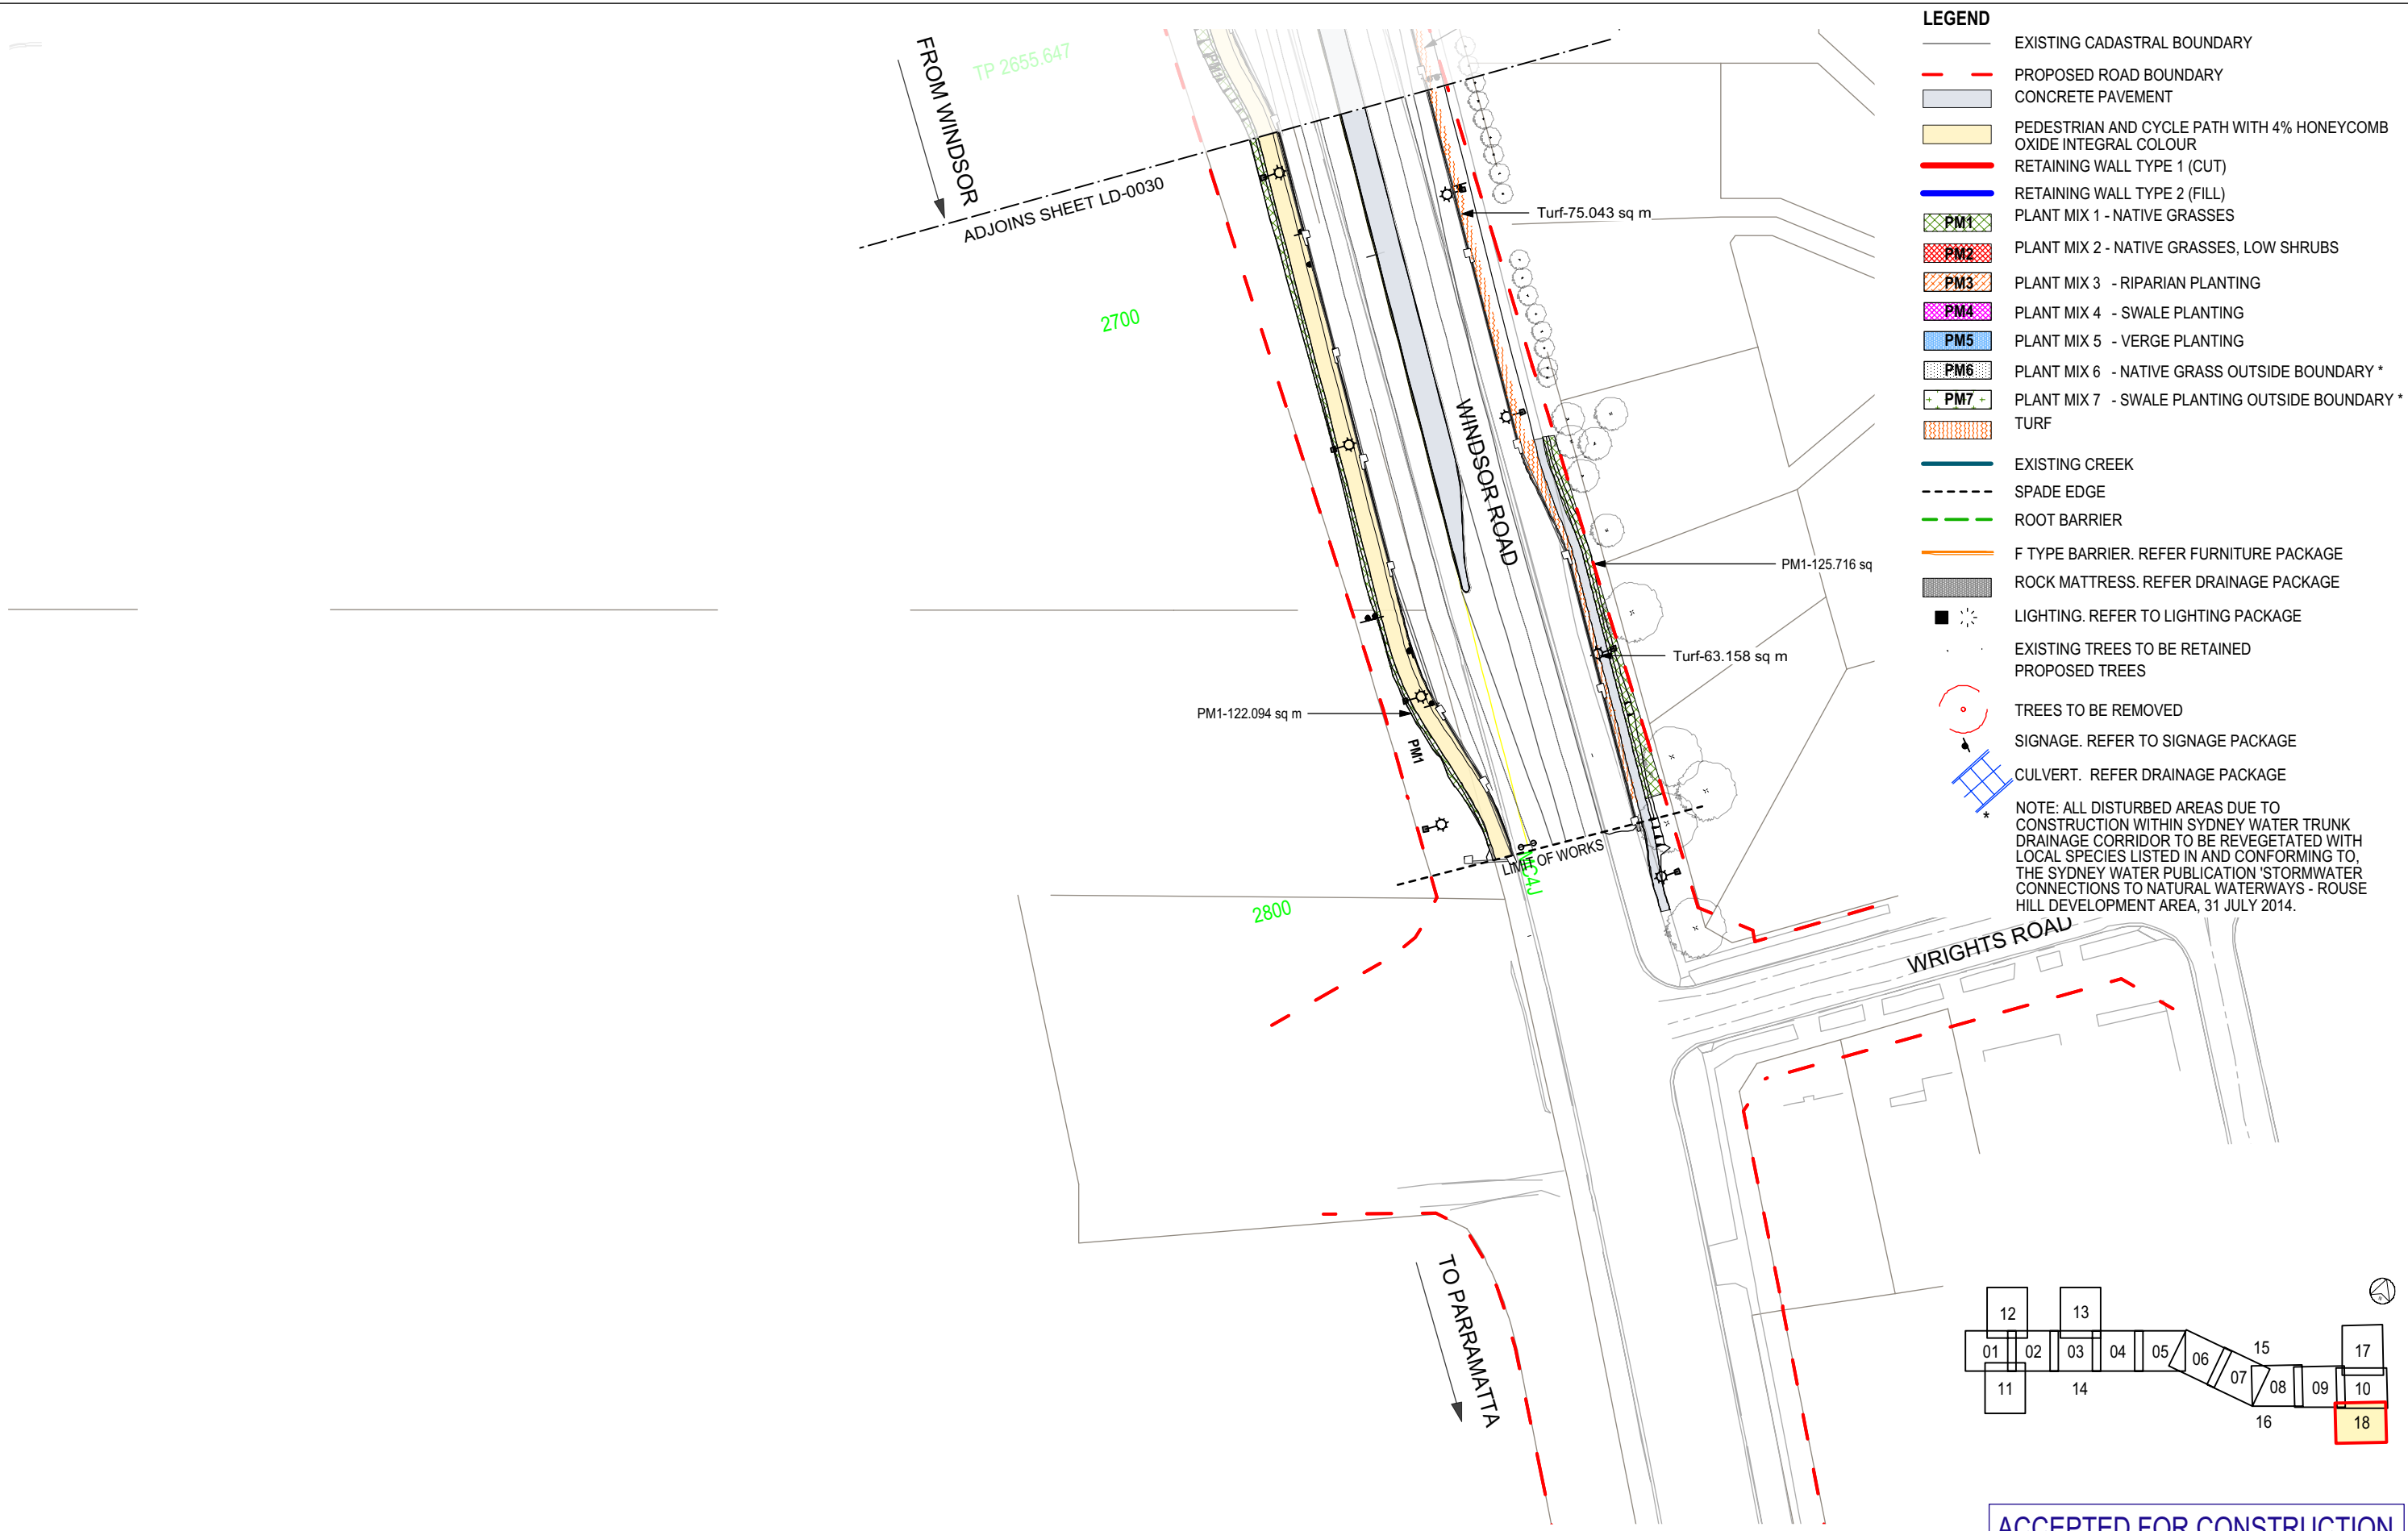 FROM WINDSOR
TP 2655.647
ADJOINS SHEET LD-0030
PM1
2700
Turf-75.043 sq m
WINDSOR ROAD
PM1-125.716 sq
Turf-63.158 sq m
PM1-122.094 sq m
PM1
LIMIT OF WORKS
MC4J
2800
WRIGHTS ROAD
TO PARRAMATTA
LEGEND
EXISTING CADASTRAL BOUNDARY
PROPOSED ROAD BOUNDARY
CONCRETE PAVEMENT
PEDESTRIAN AND CYCLE PATH WITH 4% HONEYCOMB
OXIDE INTEGRAL COLOUR
RETAINING WALL TYPE 1 (CUT)
RETAINING WALL TYPE 2 (FILL)
PM1 PLANT MIX 1 - NATIVE GRASSES
PM2 PLANT MIX 2 - NATIVE GRASSES, LOW SHRUBS
PM3 PLANT MIX 3 - RIPARIAN PLANTING
PM4 PLANT MIX 4 - SWALE PLANTING
PM5 PLANT MIX 5 - VERGE PLANTING
PM6 PLANT MIX 6 - NATIVE GRASS OUTSIDE BOUNDARY *
PM7 PLANT MIX 7 - SWALE PLANTING OUTSIDE BOUNDARY *
TURF
EXISTING CREEK
SPADE EDGE
ROOT BARRIER
F TYPE BARRIER. REFER FURNITURE PACKAGE
ROCK MATTRESS. REFER DRAINAGE PACKAGE
LIGHTING. REFER TO LIGHTING PACKAGE
EXISTING TREES TO BE RETAINED
PROPOSED TREES
TREES TO BE REMOVED
SIGNAGE. REFER TO SIGNAGE PACKAGE
CULVERT. REFER DRAINAGE PACKAGE
* NOTE: ALL DISTURBED AREAS DUE TO
CONSTRUCTION WITHIN SYDNEY WATER TRUNK
DRAINAGE CORRIDOR TO BE REVEGETATED WITH
LOCAL SPECIES LISTED IN AND CONFORMING TO,
THE SYDNEY WATER PUBLICATION 'STORMWATER
CONNECTIONS TO NATURAL WATERWAYS - ROUSE
HILL DEVELOPMENT AREA, 31 JULY 2014.
12 13
01 02 03 04 05 06 15 17
11 14 07 08 09 10
16 18
ACCEPTED FOR CONSTRUCTION